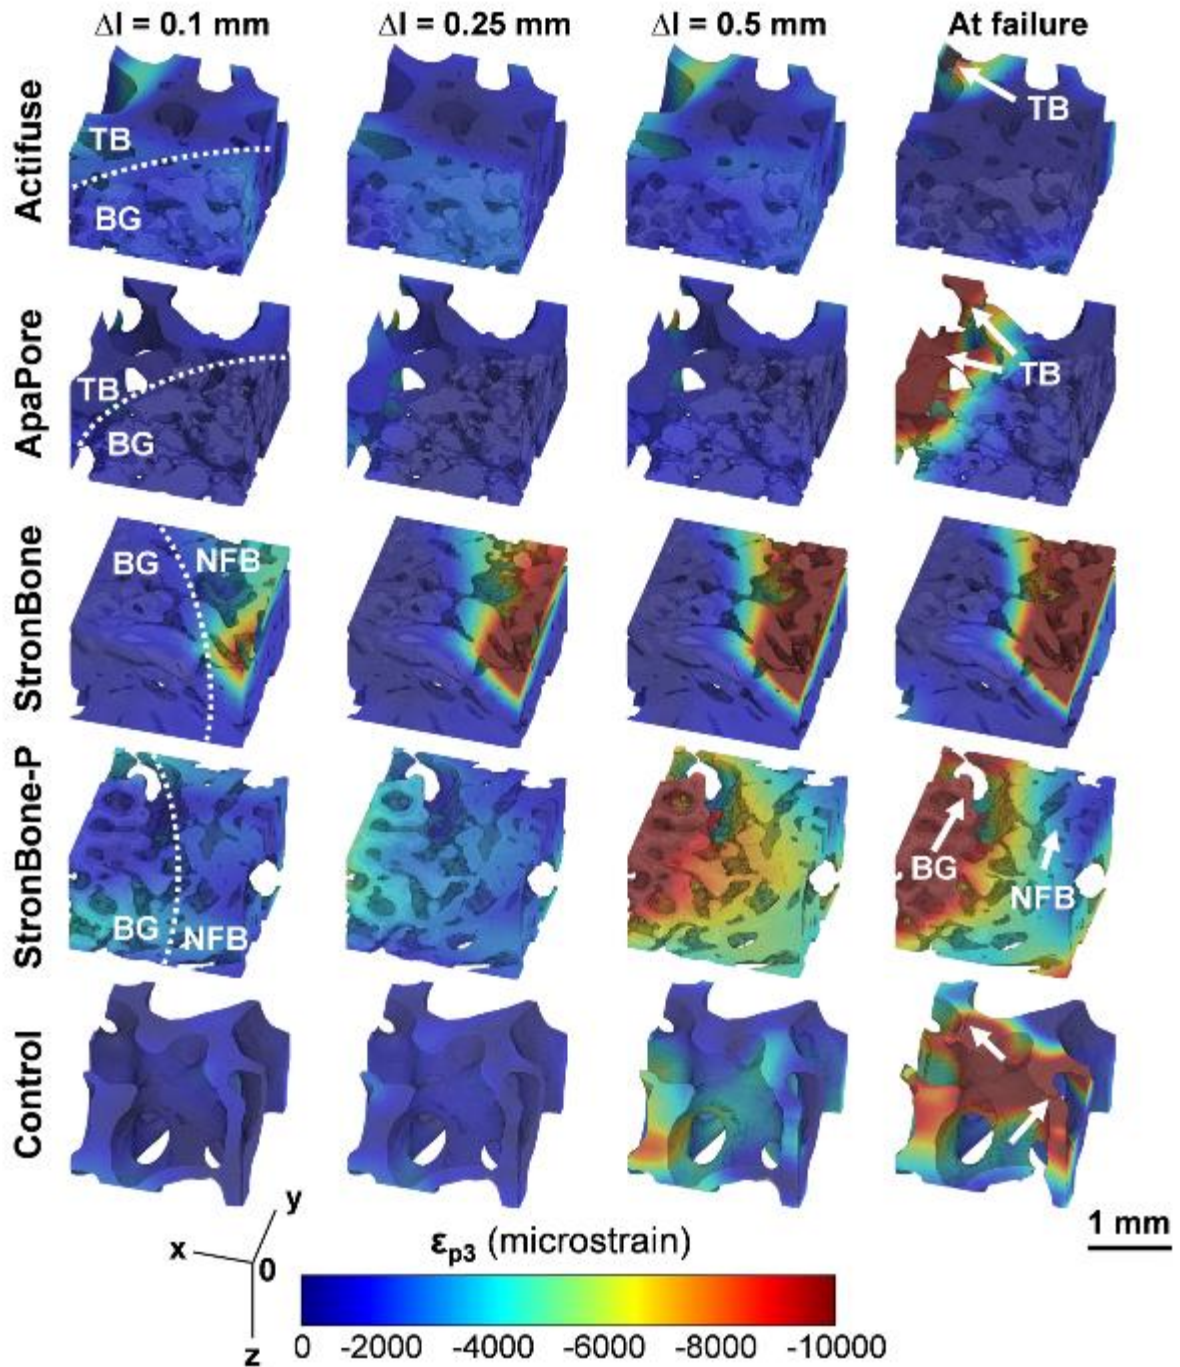 Δl = 0.1 mm Δl = 0.25 mm Δl = 0.5 mm At failure
Actifuse
TB
BG
TB
ApaPore
TB
BG
TB
StronBone
BG NFB
StronBone-P
BG NFB
BG
NFB
Control
1 mm
x y z 0
εp3 (microstrain)
0 -2000 -4000 -6000 -8000 -10000